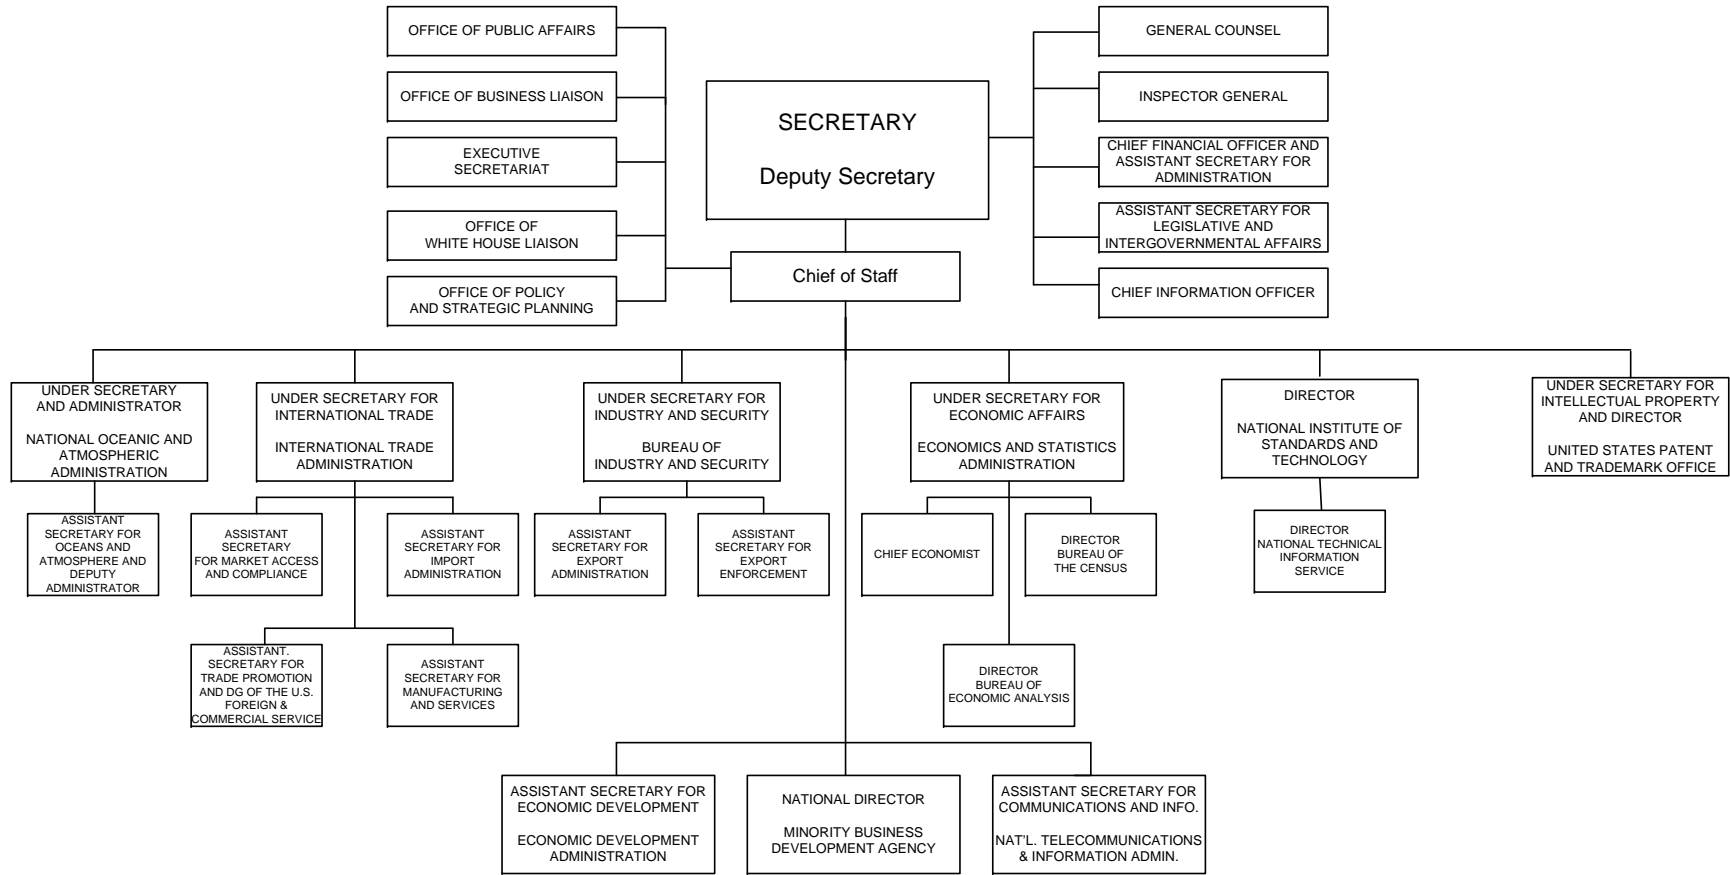 OFFICE OF PUBLIC AFFAIRS
OFFICE OF BUSINESS LIAISON
EXECUTIVE
SECRETARIAT
OFFICE OF
WHITE HOUSE LIAISON
OFFICE OF POLICY
AND STRATEGIC PLANNING
SECRETARY
Deputy Secretary
Chief of Staff
GENERAL COUNSEL
INSPECTOR GENERAL
CHIEF FINANCIAL OFFICER AND
ASSISTANT SECRETARY FOR
ADMINISTRATION
ASSISTANT SECRETARY FOR
LEGISLATIVE AND
INTERGOVERNMENTAL AFFAIRS
CHIEF INFORMATION OFFICER
UNDER SECRETARY
AND ADMINISTRATOR
NATIONAL OCEANIC AND
ATMOSPHERIC
ADMINISTRATION
UNDER SECRETARY FOR
INTERNATIONAL TRADE
INTERNATIONAL TRADE
ADMINISTRATION
UNDER SECRETARY FOR
INDUSTRY AND SECURITY
BUREAU OF
INDUSTRY AND SECURITY
UNDER SECRETARY FOR
ECONOMIC AFFAIRS
ECONOMICS AND STATISTICS
ADMINISTRATION
DIRECTOR
NATIONAL INSTITUTE OF
STANDARDS AND
TECHNOLOGY
UNDER SECRETARY FOR
INTELLECTUAL PROPERTY
AND DIRECTOR
UNITED STATES PATENT
AND TRADEMARK OFFICE
ASSISTANT
SECRETARY FOR
OCEANS AND
ATMOSPHERE AND
DEPUTY
ADMINISTRATOR
ASSISTANT
SECRETARY
FOR MARKET ACCESS
AND COMPLIANCE
ASSISTANT
SECRETARY FOR
IMPORT
ADMINISTRATION
ASSISTANT
SECRETARY FOR
EXPORT
ADMINISTRATION
ASSISTANT
SECRETARY FOR
EXPORT
ENFORCEMENT
CHIEF ECONOMIST
DIRECTOR
BUREAU OF
THE CENSUS
DIRECTOR
NATIONAL TECHNICAL
INFORMATION
SERVICE
ASSISTANT.
SECRETARY FOR
TRADE PROMOTION
AND DG OF THE U.S.
FOREIGN &
COMMERCIAL SERVICE
ASSISTANT
SECRETARY FOR
MANUFACTURING
AND SERVICES
DIRECTOR
BUREAU OF
ECONOMIC ANALYSIS
ASSISTANT SECRETARY FOR
ECONOMIC DEVELOPMENT
ECONOMIC DEVELOPMENT
ADMINISTRATION
NATIONAL DIRECTOR
MINORITY BUSINESS
DEVELOPMENT AGENCY
ASSISTANT SECRETARY FOR
COMMUNICATIONS AND INFO.
NAT'L. TELECOMMUNICATIONS
& INFORMATION ADMIN.